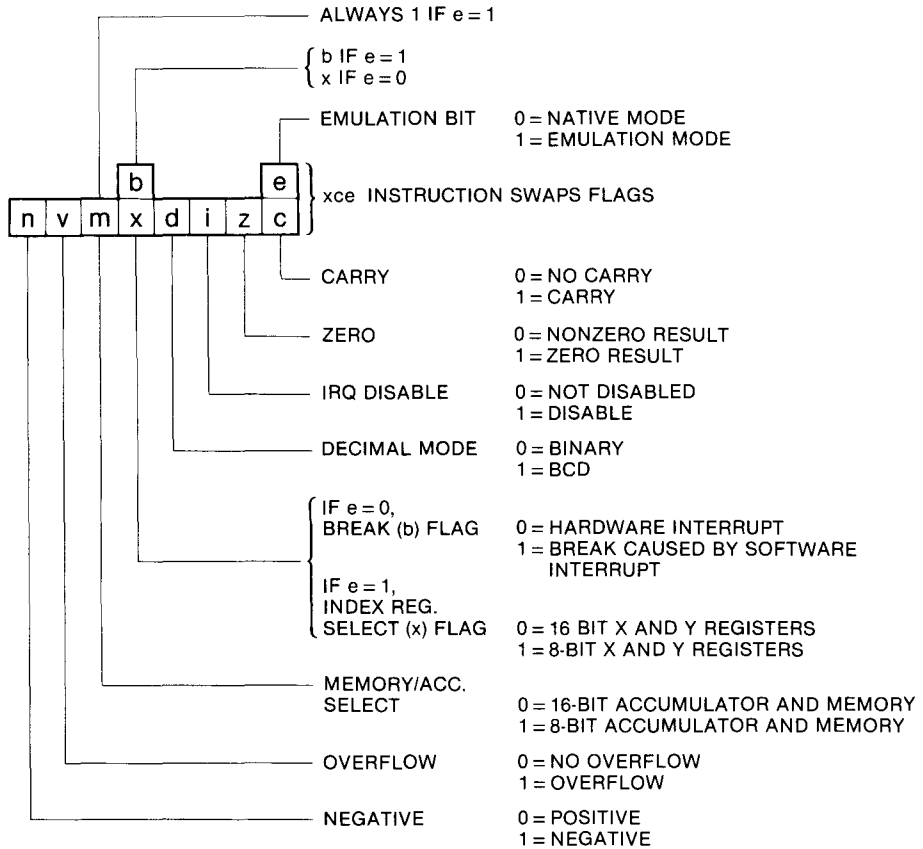 ALWAYS 1 IF e = 1
b IF e = 1
x IF e = 0
EMULATION BIT 0 = NATIVE MODE
1 = EMULATION MODE
b e
xce INSTRUCTION SWAPS FLAGS
n v m x d i z c
CARRY 0 = NO CARRY
1 = CARRY
ZERO 0 = NONZERO RESULT
1 = ZERO RESULT
IRQ DISABLE 0 = NOT DISABLED
1 = DISABLE
DECIMAL MODE 0 = BINARY
1 = BCD
IF e = 0,
BREAK (b) FLAG 0 = HARDWARE INTERRUPT
1 = BREAK CAUSED BY SOFTWARE
INTERRUPT
IF e = 1,
INDEX REG.
SELECT (x) FLAG 0 = 16 BIT X AND Y REGISTERS
1 = 8-BIT X AND Y REGISTERS
MEMORY/ACC.
SELECT 0 = 16-BIT ACCUMULATOR AND MEMORY
1 = 8-BIT ACCUMULATOR AND MEMORY
OVERFLOW 0 = NO OVERFLOW
1 = OVERFLOW
NEGATIVE 0 = POSITIVE
1 = NEGATIVE